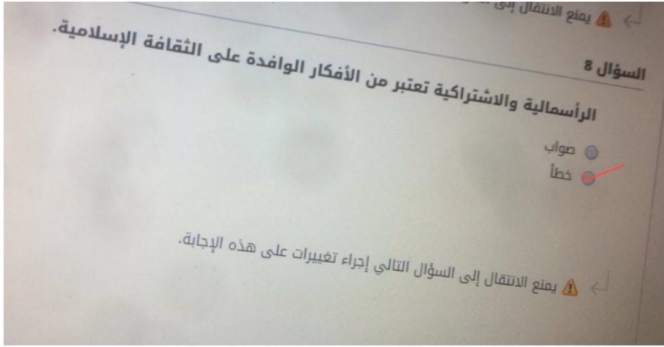 يمنع الانتقال إلى
السؤال 8
الرأسمالية والاشتراكية تعتبر من الأفكار الوافدة على الثقافة الإسلامية.
صواب
خطأ
يمنع الانتقال إلى السؤال التالي إجراء تغييرات على هذه الإجابة.